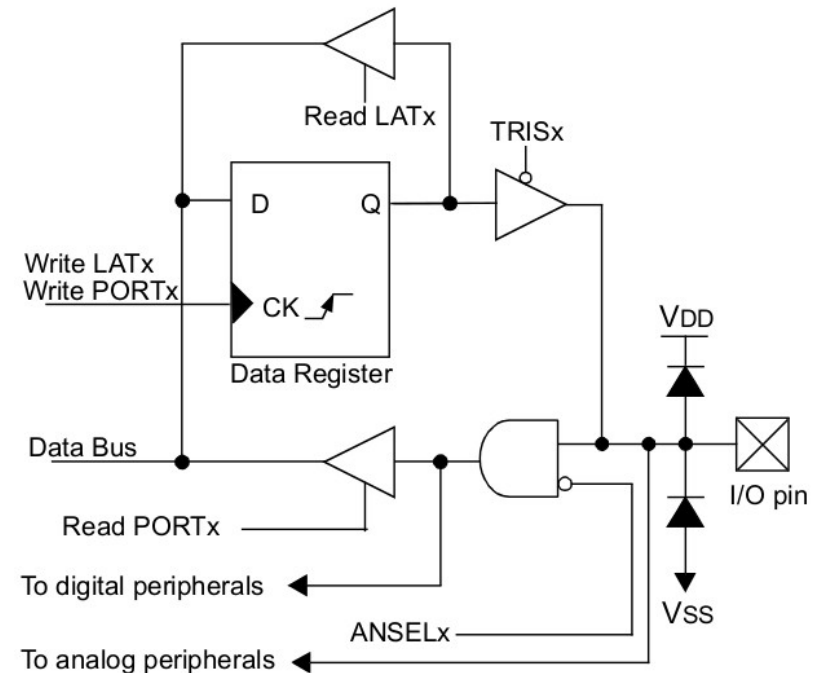 Read LATx
TRISx
D
Q
Write LATx
Write PORTx
CK
Data Register
VDD
Data Bus
I/O pin
Read PORTx
To digital peripherals
VSS
ANSELx
To analog peripherals